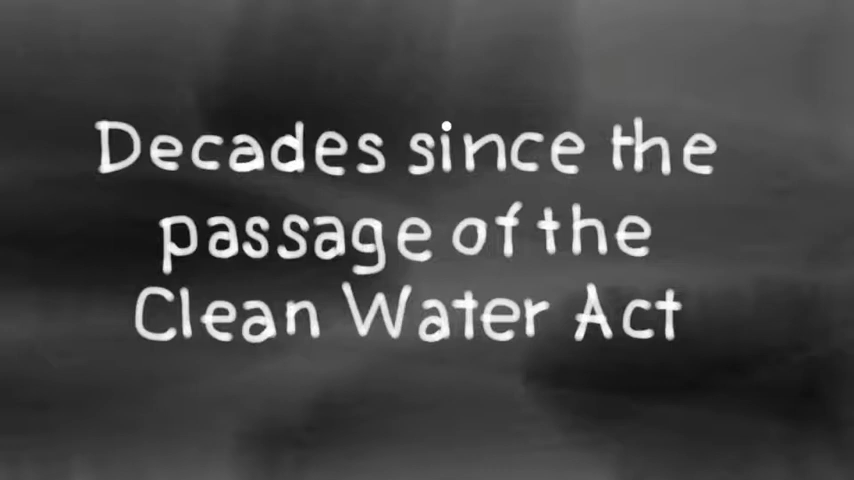 Decades since the
passage of the
Clean Water Act